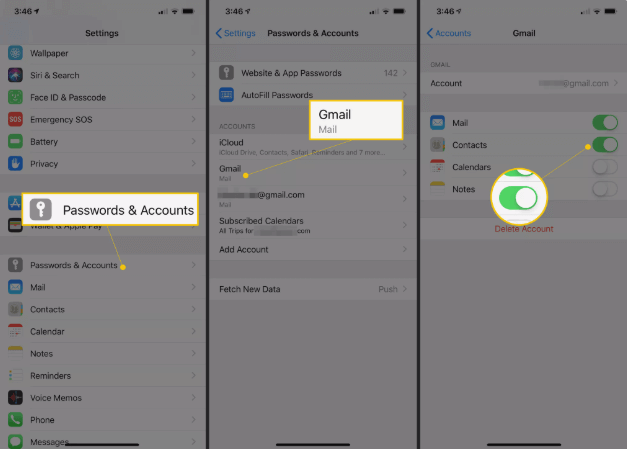 3:46
Settings
Wallpaper
Siri & Search
Face ID & Passcode
SOS Emergency SOS
Battery
Privacy
Passwords & Accounts
Wallet & Apple Pay
Passwords & Accounts
Mail
Contacts
Calendar
Notes
Reminders
Voice Memos
Phone
Messages
3:46
Settings Passwords & Accounts
Website & App Passwords 142
AutoFill Passwords
Gmail
Mail
ACCOUNTS
iCloud
iCloud Drive, Contacts, Safari, Reminders and 7 more...
Gmail
Mail
@gmail.com
Mail
Subscribed Calendars
All Trips for com
Add Account
Fetch New Data Push
3:46
Accounts Gmail
GMAIL
Account @gmail.com
Mail
Contacts
Calendars
Notes
Delete Account